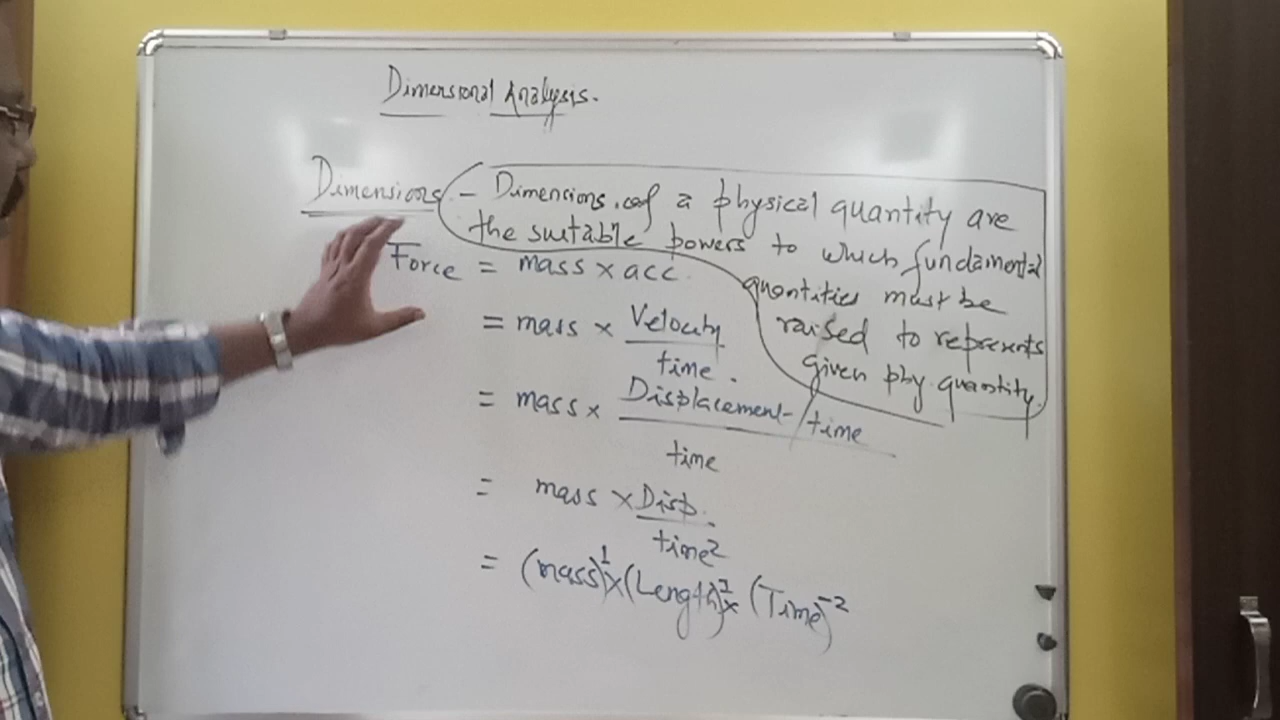 Dimensional Analysis.
Dimensions - Dimensions of a physical quantity are
the suitable powers to which fundamental
quantities must be
raised to represents
given phy. quantity.
Force = mass × acc
= mass × Velocity
time.
= mass × Displacement/time
time
= mass × Disp.
time²
= (mass)¹ × (Length)¹ × (Time)⁻²